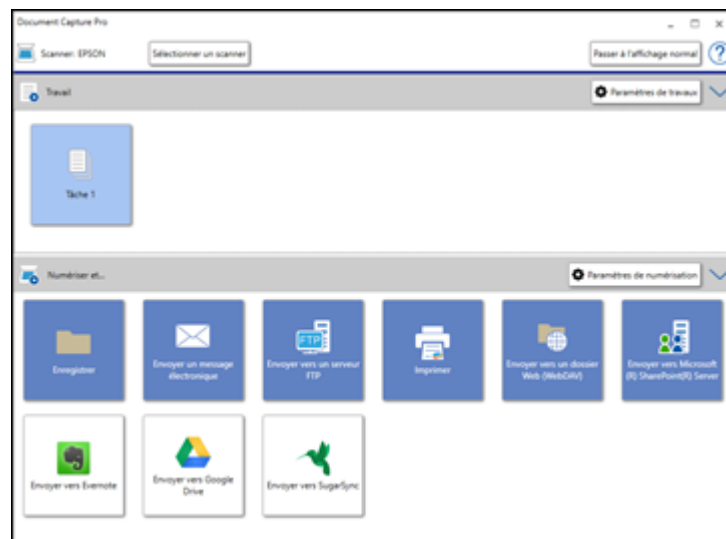 Document Capture Pro
Scanner: EPSON
Sélectionner un scanner
Passer à l'affichage normal
?
Travail
Paramètres de travaux
Tâche 1
Numériser et...
Paramètres de numérisation
Enregistrer
Envoyer un message
électronique
Envoyer vers un serveur
FTP
FTP
Imprimer
Envoyer vers un dossier
Web (WebDAV)
Envoyer vers Microsoft
(R) SharePoint(R) Server
Envoyer vers Evernote
Envoyer vers Google
Drive
Envoyer vers SugarSync